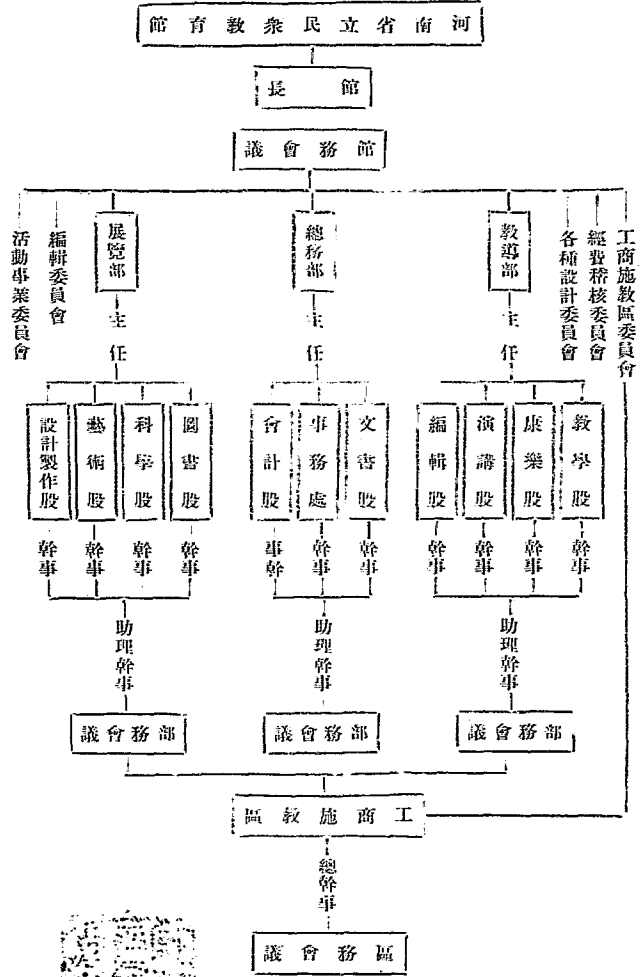 河南省立民衆教育館
館長
館務會議
工商施教區委員會
經費稽核委員會
各種設計委員會
教導部
總務部
展覽部
編輯委員會
活動事業委員會
主任
主任
主任
教學股
康樂股
演講股
編輯股
文書股
事務處
會計股
圖書股
科學股
藝術股
設計製作股
幹事
幹事
幹事
幹事
幹事
幹事
事幹
幹事
幹事
幹事
幹事
助理幹事
助理幹事
助理幹事
部務會議
部務會議
部務會議
工商施教區
總幹事
區務會議